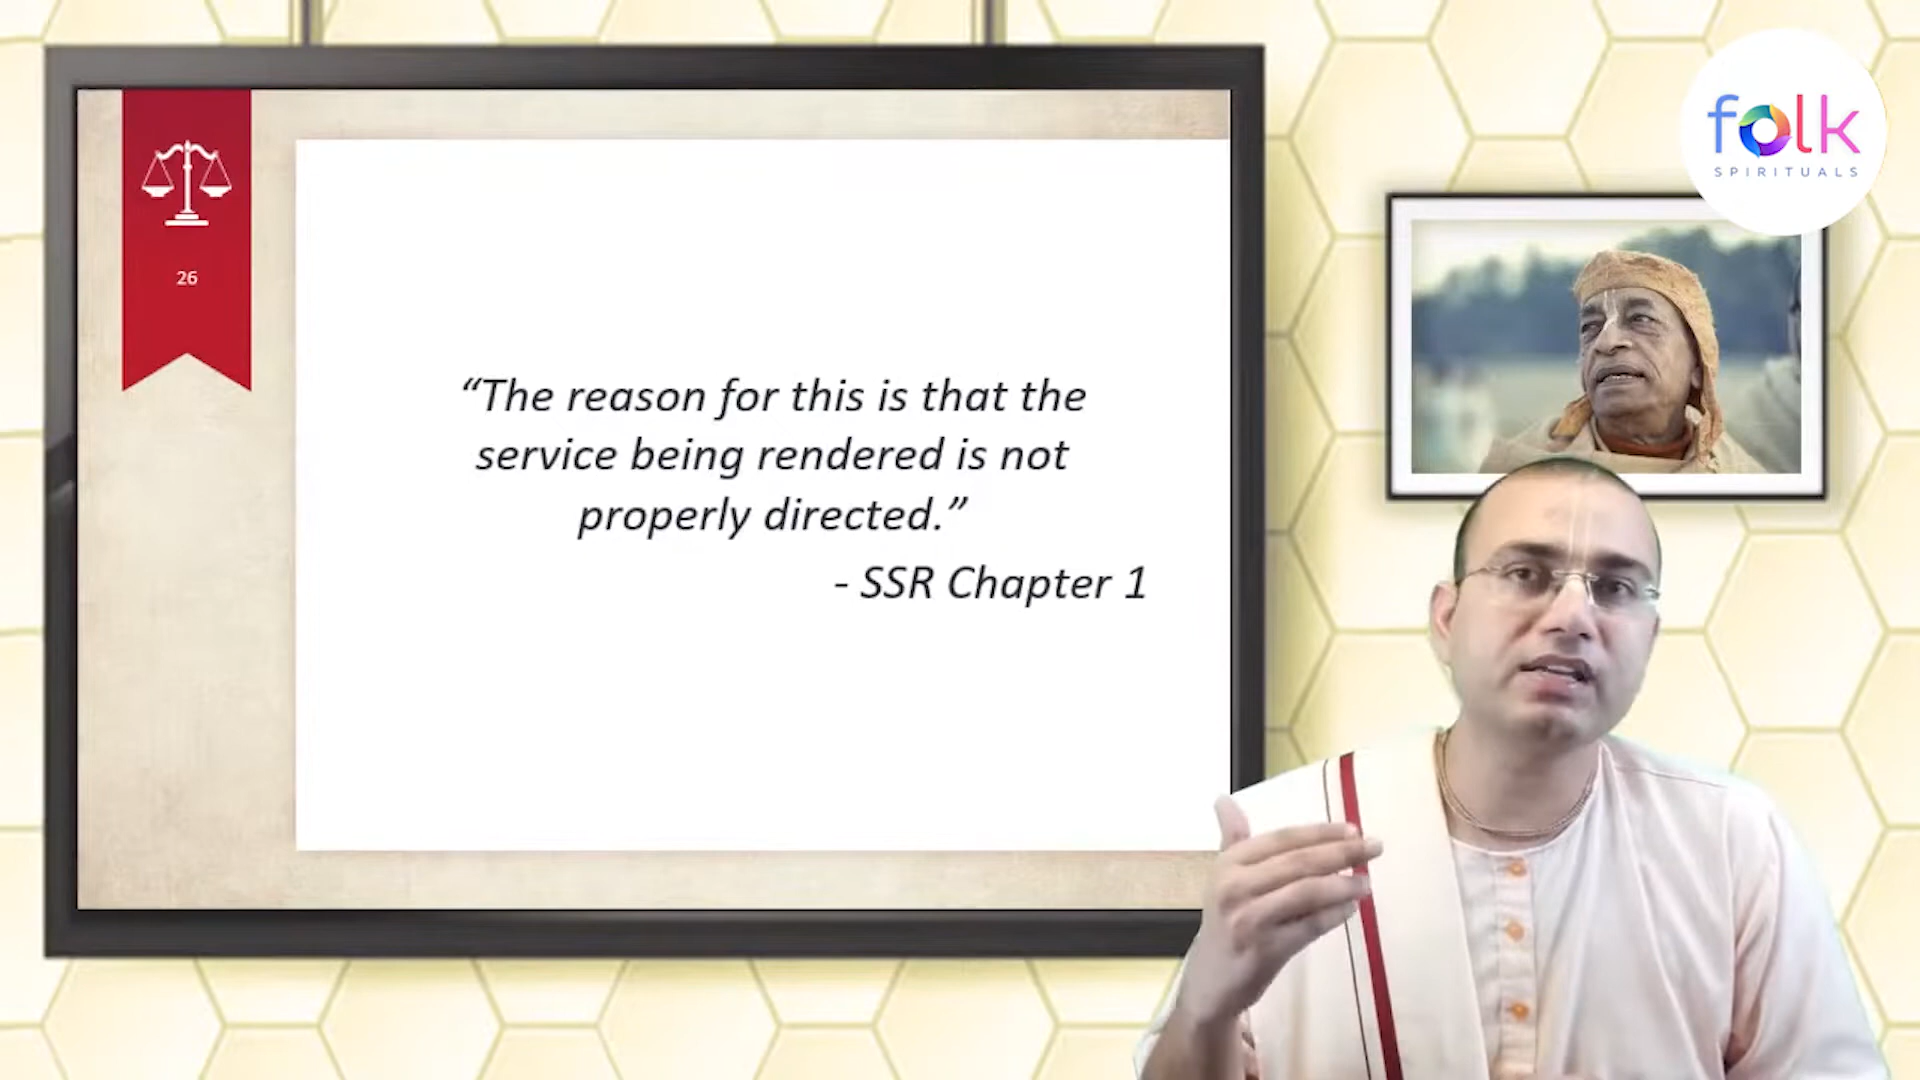 26
“The reason for this is that the
service being rendered is not
properly directed.”
- SSR Chapter 1
folk
SPIRITUALS